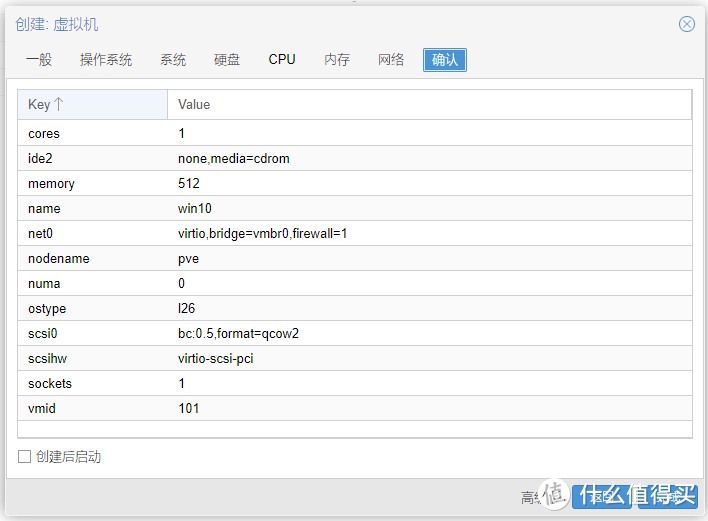 创建: 虚拟机
一般 操作系统 系统 硬盘 CPU 内存 网络 确认
Key Value
cores 1
ide2 none,media=cdrom
memory 512
name win10
net0 virtio,bridge=vmbr0,firewall=1
nodename pve
numa 0
ostype l26
scsi0 bc:0.5,format=qcow2
scsihw virtio-scsi-pci
sockets 1
vmid 101
创建后启动
高级
值 什么值得买